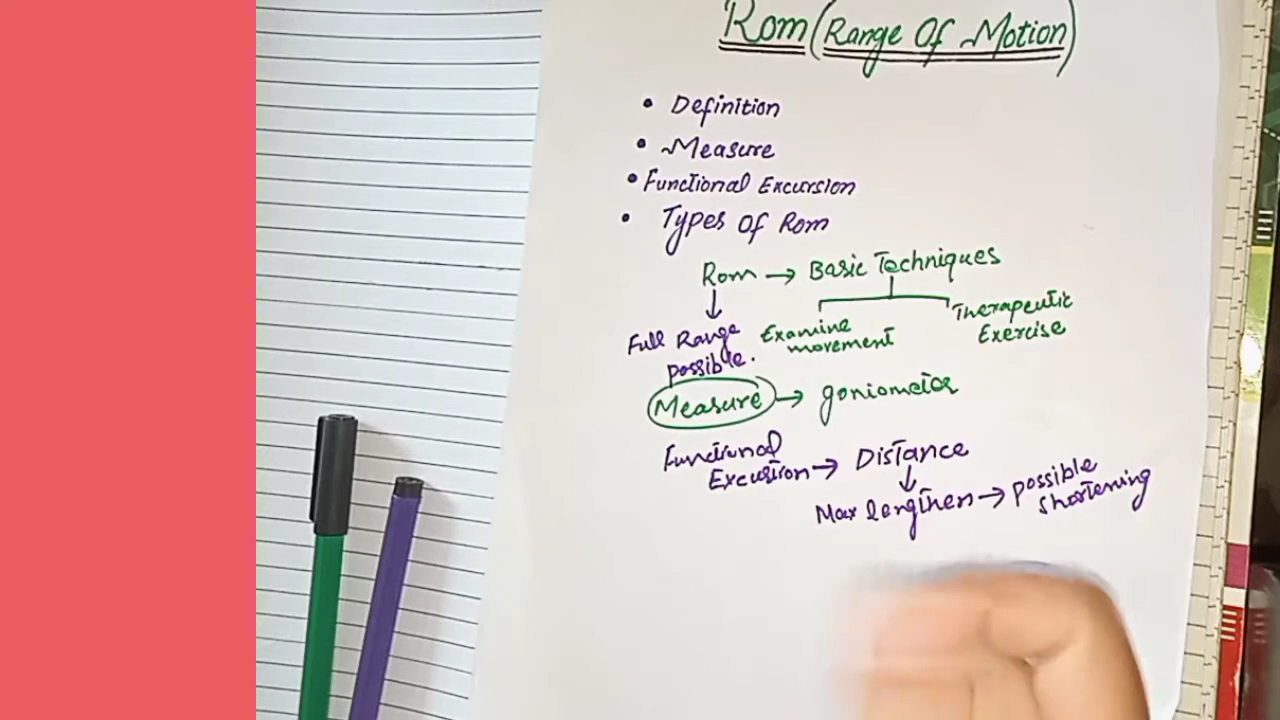 Rom (Range Of Motion)
• Definition
• Measure
• Functional Excursion
• Types Of Rom
Rom → Basic Techniques
↓
Full Range possible.
Examine movement
Therapeutic Exercise
Measure → goniometer
Functional Excustion → Distance
↓
Max lengthen → possible shortening